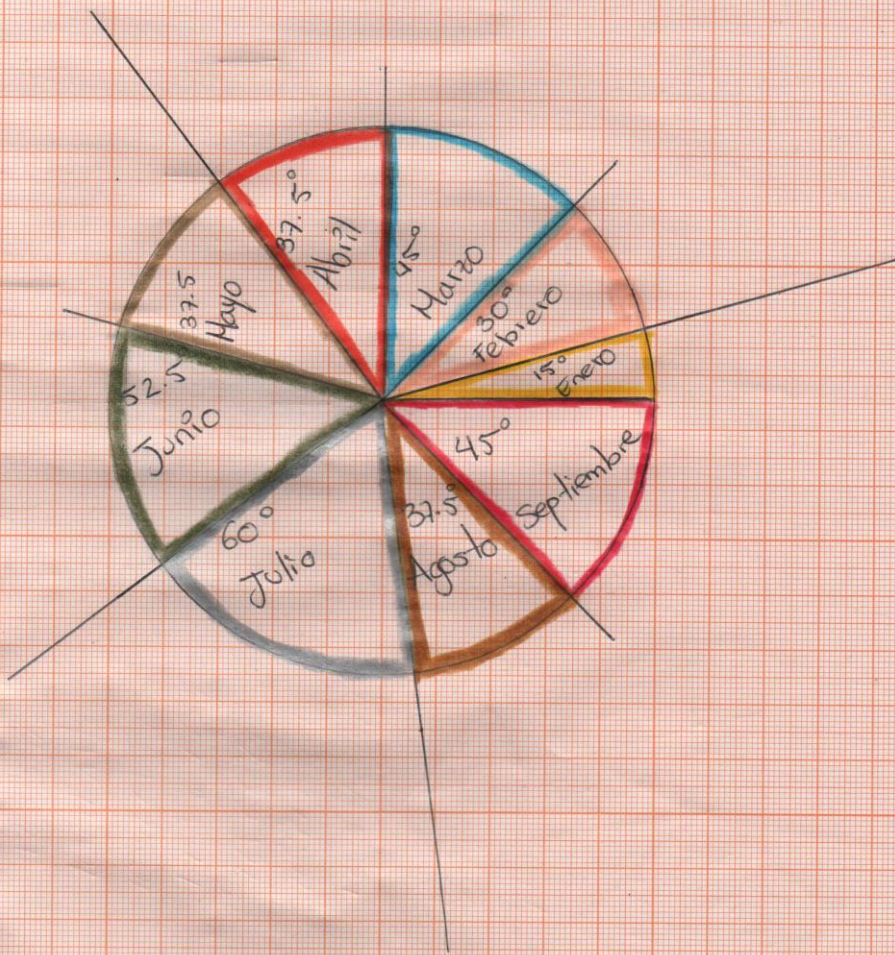 37.5°
Abril
45°
Marzo
30°
Febrero
15°
Enero
37.5
Mayo
52.5°
Junio
60°
Julio
37.5°
Agosto
45°
Septiembre